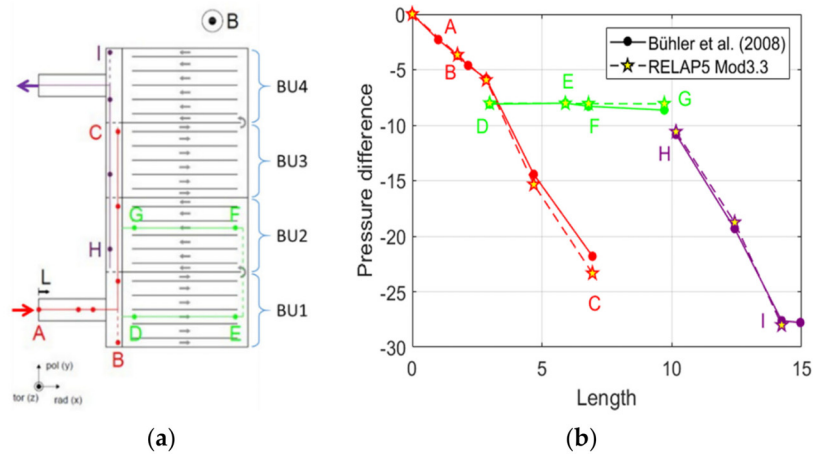 B
I
BU4
C
BU3
G
F
BU2
H
L
BU1
A
D
E
B
pol (y)
tor (z)
rad (x)
(a)
0
-5
-10
-15
-20
-25
-30
Pressure difference
A
B
Bühler et al. (2008)
RELAP5 Mod3.3
E
G
D
F
H
C
I
0
5
10
15
Length
(b)